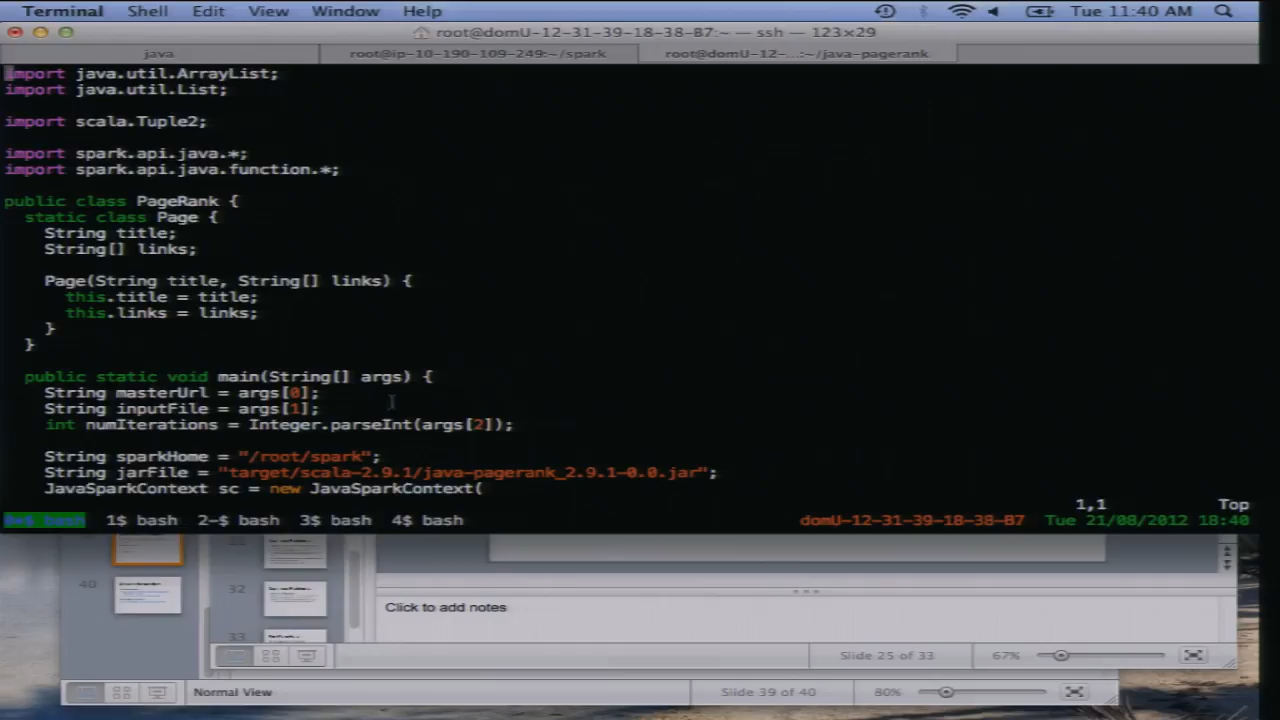 Terminal Shell Edit View Window Help Tue 11:40 AM
root@domU-12-31-39-18-38-B7:~ — ssh — 123×29
java root@ip-10-190-109-249:~/spark root@domU-12-...:~/java-pagerank
import java.util.ArrayList;
import java.util.List;
import scala.Tuple2;
import spark.api.java.*;
import spark.api.java.function.*;
public class PageRank {
static class Page {
String title;
String[] links;
Page(String title, String[] links) {
this.title = title;
this.links = links;
}
}
public static void main(String[] args) {
String masterUrl = args[0];
String inputFile = args[1];
int numIterations = Integer.parseInt(args[2]);
String sparkHome = "/root/spark";
String jarFile = "target/scala-2.9.1/java-pagerank_2.9.1-0.0.jar";
JavaSparkContext sc = new JavaSparkContext(
1,1 Top
0*$ bash 1$ bash 2-$ bash 3$ bash 4$ bash domU-12-31-39-18-38-B7 Tue 21/08/2012 18:40
40
32
Click to add notes
33
Slide 25 of 33 67%
Normal View Slide 39 of 40 80%